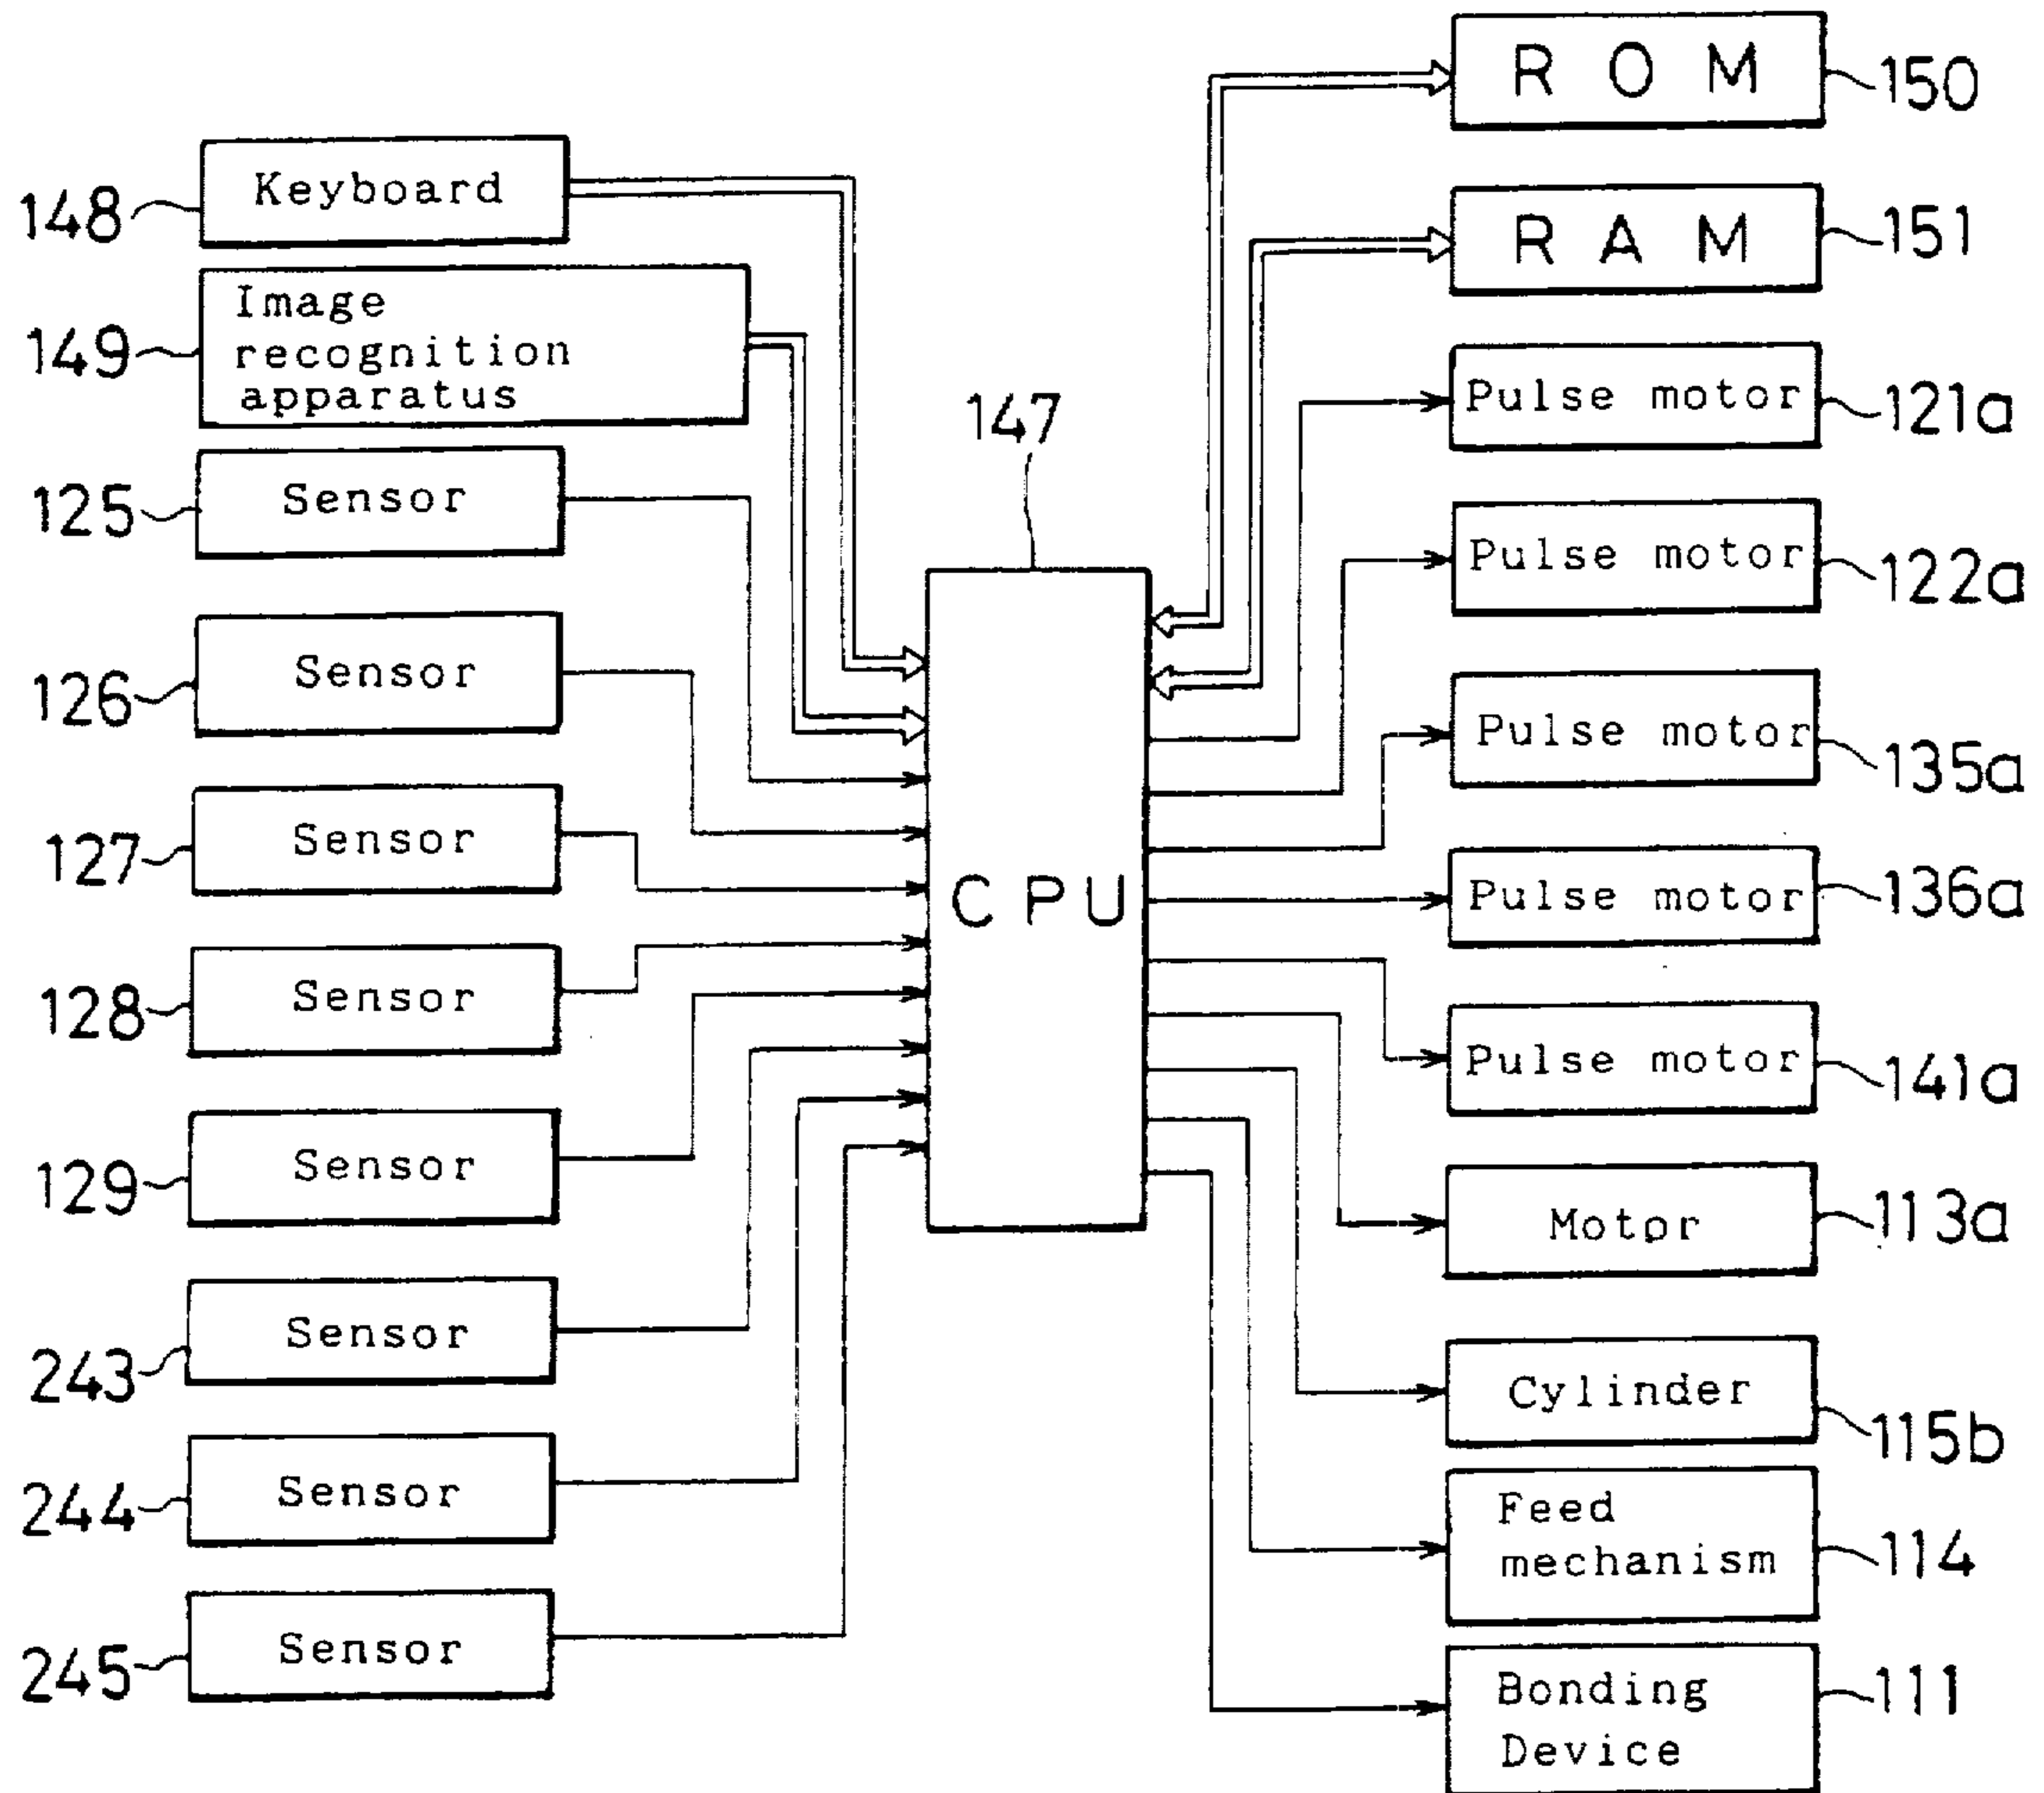 148
Keyboard
149
Image
recognition
apparatus
125
Sensor
126
Sensor
127
Sensor
128
Sensor
129
Sensor
243
Sensor
244
Sensor
245
Sensor
147
CPU
ROM
150
RAM
151
Pulse motor
121a
Pulse motor
122a
Pulse motor
135a
Pulse motor
136a
Pulse motor
141a
Motor
113a
Cylinder
115b
Feed
mechanism
114
Bonding
Device
111